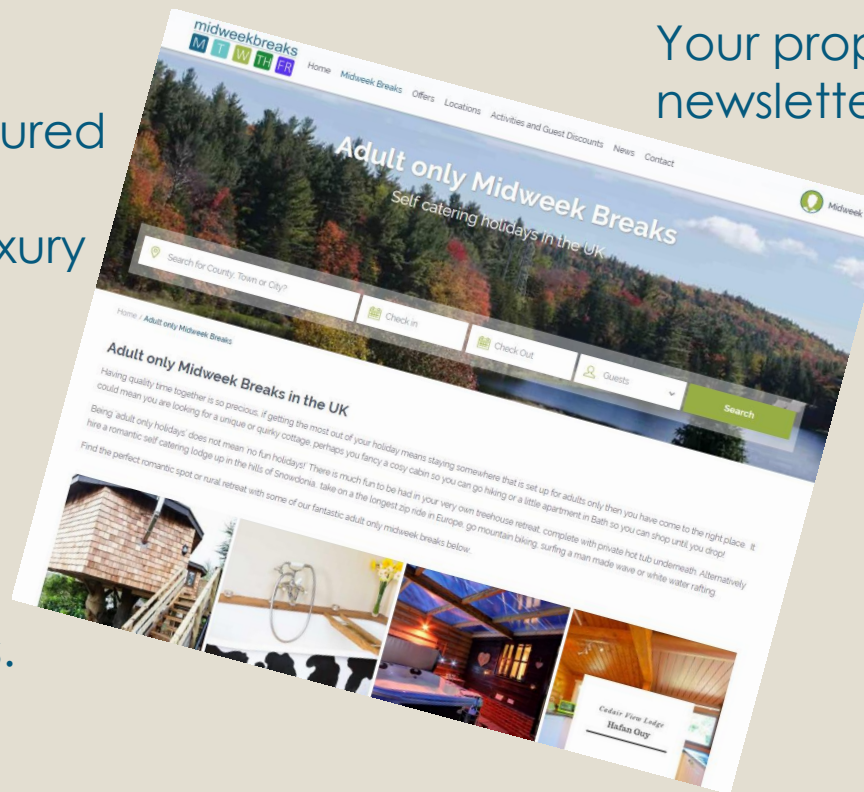 Your prop
newslette
ured
xury
.
midweekbreaks
M T W TH FR
Home Midweek Breaks Offers Locations Activities and Guest Discounts News Contact
Midweek
Adult only Midweek Breaks
Self catering holidays in the UK
Search for County, Town or City?
Check in
Check Out
Guests
Search
Home / Adult only Midweek Breaks
Adult only Midweek Breaks in the UK
Having quality time together is so precious, if getting the most out of your holiday means staying somewhere that is set up for adults only then you have come to the right place. It
could mean you are looking for a unique or quirky cottage, perhaps you fancy a cosy cabin so you can go hiking or a little apartment in Bath so you can shop until you drop!
Being 'adult only holidays' does not mean 'no fun holidays'! There is much fun to be had in your very own treehouse retreat, complete with private hot tub underneath. Alternatively
hire a romantic self catering lodge up in the hills of Snowdonia, take on a the longest zip ride in Europe, go mountain biking, surfing a man made wave or white water rafting.
Find the perfect romantic spot or rural retreat with some of our fantastic adult only midweek breaks below.
Cadair View Lodge
Hafan Guy